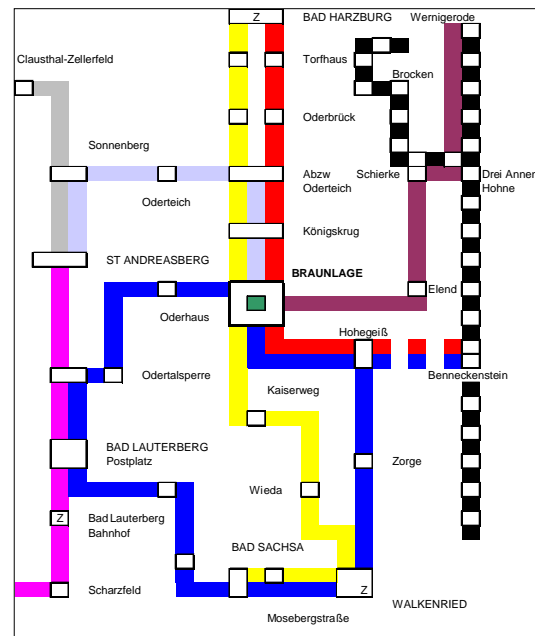 Z
BAD HARZBURG
Wernigerode
Clausthal-Zellerfeld
Torfhaus
Brocken
Oderbrück
Sonnenberg
Abzw
Oderteich
Schierke
Drei Annen
Hohne
Oderteich
Königskrug
ST ANDREASBERG
BRAUNLAGE
Elend
Oderhaus
Hohegeiß
Odertalsperre
Benneckenstein
Kaiserweg
BAD LAUTERBERG
Postplatz
Zorge
Wieda
Z
Bad Lauterberg
Bahnhof
BAD SACHSA
Scharzfeld
Z
WALKENRIED
Mosebergstraße